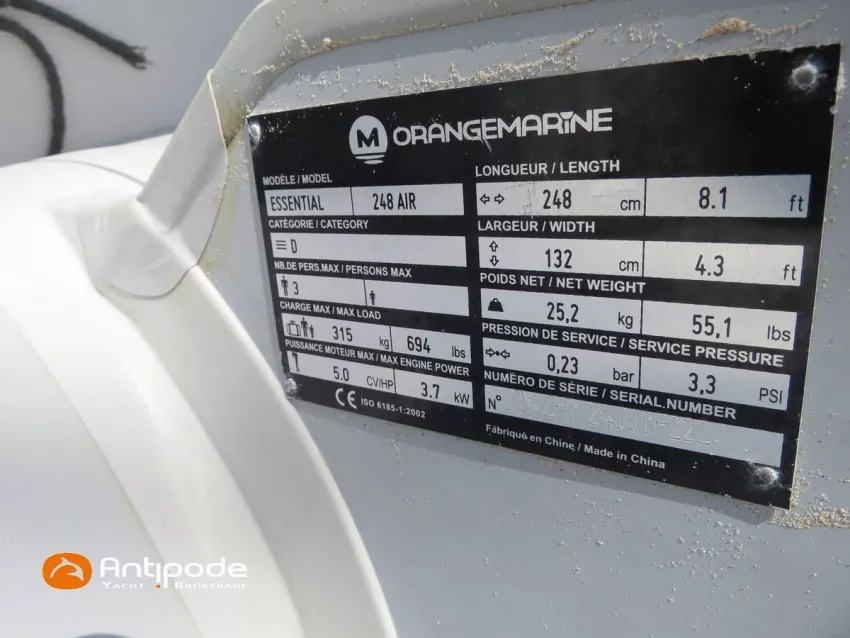 M ORANGEMARINE
MODÈLE / MODEL
ESSENTIAL 248 AIR
CATÉGORIE / CATEGORY
D
NB.DE PERS.MAX / PERSONS MAX
3
CHARGE MAX / MAX LOAD
315 kg 694 lbs
PUISSANCE MOTEUR MAX / MAX ENGINE POWER
5.0 CV/HP 3.7 kW
CE ISO 6185-1:2002
LONGUEUR / LENGTH
248 cm 8.1 ft
LARGEUR / WIDTH
132 cm 4.3 ft
POIDS NET / NET WEIGHT
25,2 kg 55,1 lbs
PRESSION DE SERVICE / SERVICE PRESSURE
0,23 bar 3,3 PSI
NUMÉRO DE SÉRIE / SERIAL.NUMBER
N°
Fabriqué en Chine / Made in China
Antipode
YACHT BROKERAGE